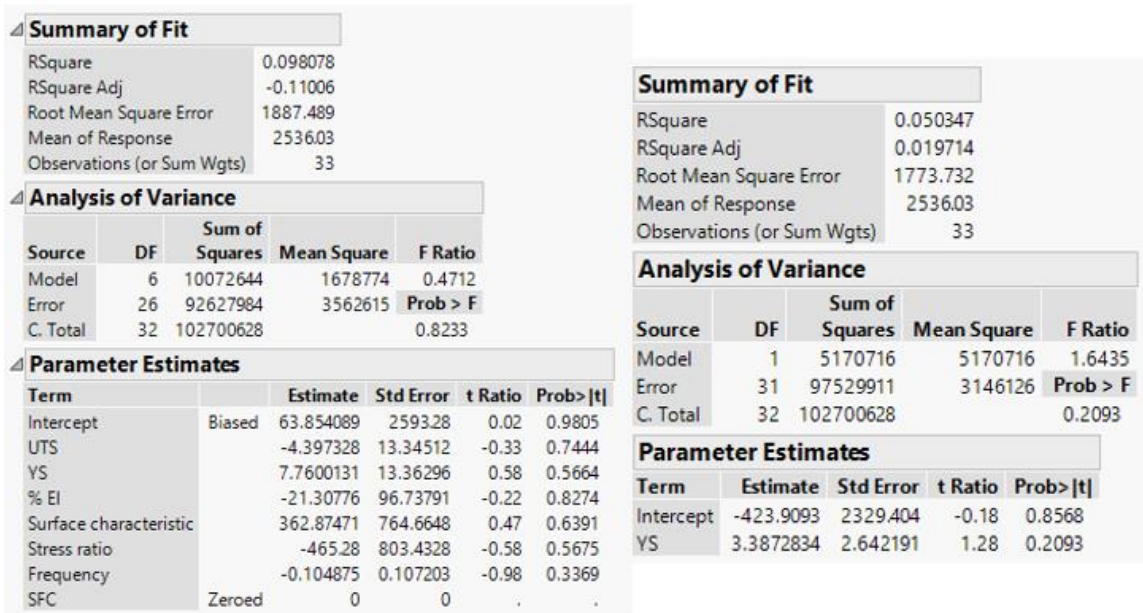 Summary of Fit
RSquare 0.098078
RSquare Adj -0.11006
Root Mean Square Error 1887.489
Mean of Response 2536.03
Observations (or Sum Wgts) 33
Analysis of Variance
Sum of
Source DF Squares Mean Square F Ratio
Model 6 10072644 1678774 0.4712
Error 26 92627984 3562615 Prob > F
C. Total 32 102700628 0.8233
Parameter Estimates
Term Estimate Std Error t Ratio Prob>|t|
Intercept Biased 63.854089 2593.28 0.02 0.9805
UTS -4.397328 13.34512 -0.33 0.7444
YS 7.7600131 13.36296 0.58 0.5664
% El -21.30776 96.73791 -0.22 0.8274
Surface characteristic 362.87471 764.6648 0.47 0.6391
Stress ratio -465.28 803.4328 -0.58 0.5675
Frequency -0.104875 0.107203 -0.98 0.3369
SFC Zeroed 0 0 . .
Summary of Fit
RSquare 0.050347
RSquare Adj 0.019714
Root Mean Square Error 1773.732
Mean of Response 2536.03
Observations (or Sum Wgts) 33
Analysis of Variance
Sum of
Source DF Squares Mean Square F Ratio
Model 1 5170716 5170716 1.6435
Error 31 97529911 3146126 Prob > F
C. Total 32 102700628 0.2093
Parameter Estimates
Term Estimate Std Error t Ratio Prob>|t|
Intercept -423.9093 2329.404 -0.18 0.8568
YS 3.3872834 2.642191 1.28 0.2093